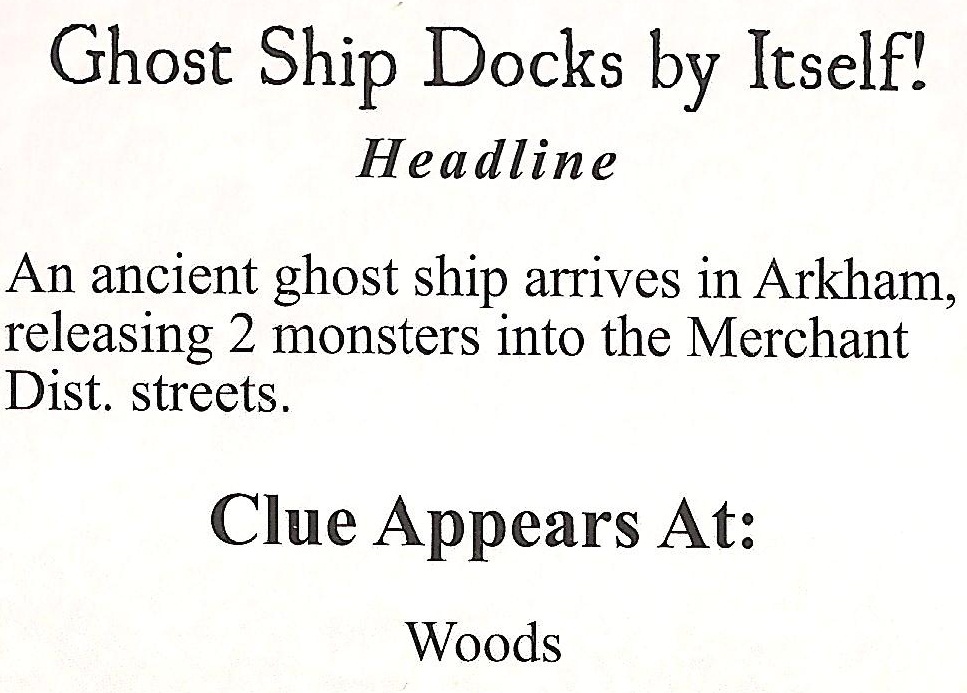 Ghost Ship Docks by Itself!
Headline
An ancient ghost ship arrives in Arkham,
releasing 2 monsters into the Merchant
Dist. streets.
Clue Appears At:
Woods